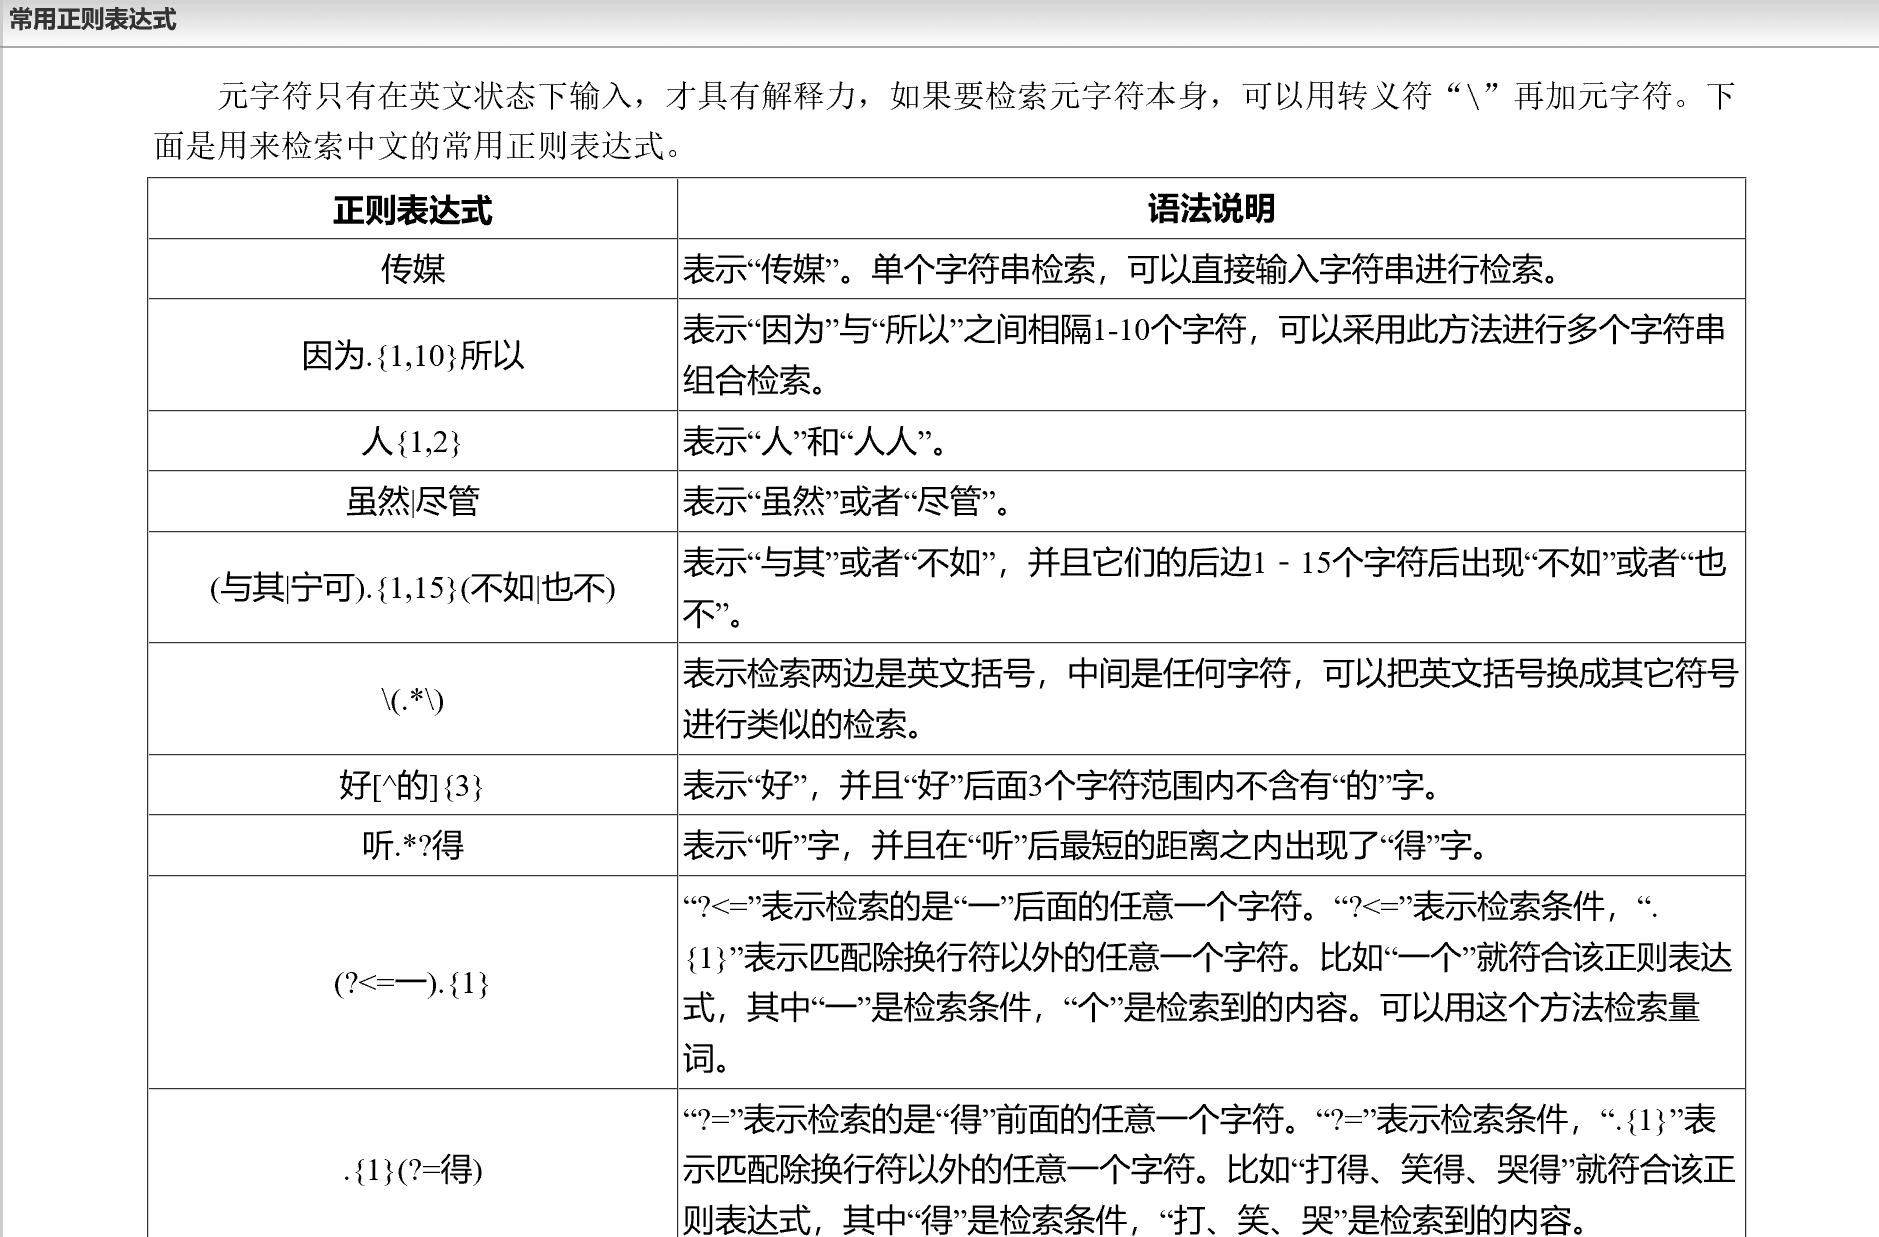 常用正则表达式
元字符只有在英文状态下输入，才具有解释力，如果要检索元字符本身，可以用转义符“\”再加元字符。下
面是用来检索中文的常用正则表达式。
正则表达式
语法说明
传媒
表示“传媒”。单个字符串检索，可以直接输入字符串进行检索。
因为.{1,10}所以
表示“因为”与“所以”之间相隔1-10个字符，可以采用此方法进行多个字符串
组合检索。
人{1,2}
表示“人”和“人人”。
虽然|尽管
表示“虽然”或者“尽管”。
(与其|宁可).{1,15}(不如|也不)
表示“与其”或者“不如”，并且它们的后边1﹣15个字符后出现“不如”或者“也
不”。
\(.*\)
表示检索两边是英文括号，中间是任何字符，可以把英文括号换成其它符号
进行类似的检索。
好[^的]{3}
表示“好”，并且“好”后面3个字符范围内不含有“的”字。
听.*?得
表示“听”字，并且在“听”后最短的距离之内出现了“得”字。
(?<=一).{1}
“?<=”表示检索的是“一”后面的任意一个字符。“?<=”表示检索条件，“.
{1}”表示匹配除换行符以外的任意一个字符。比如“一个”就符合该正则表达
式，其中“一”是检索条件，“个”是检索到的内容。可以用这个方法检索量
词。
.{1}(?=得)
“?=”表示检索的是“得”前面的任意一个字符。“?=”表示检索条件，“.{1}”表
示匹配除换行符以外的任意一个字符。比如“打得、笑得、哭得”就符合该正
则表达式，其中“得”是检索条件，“打、笑、哭”是检索到的内容。